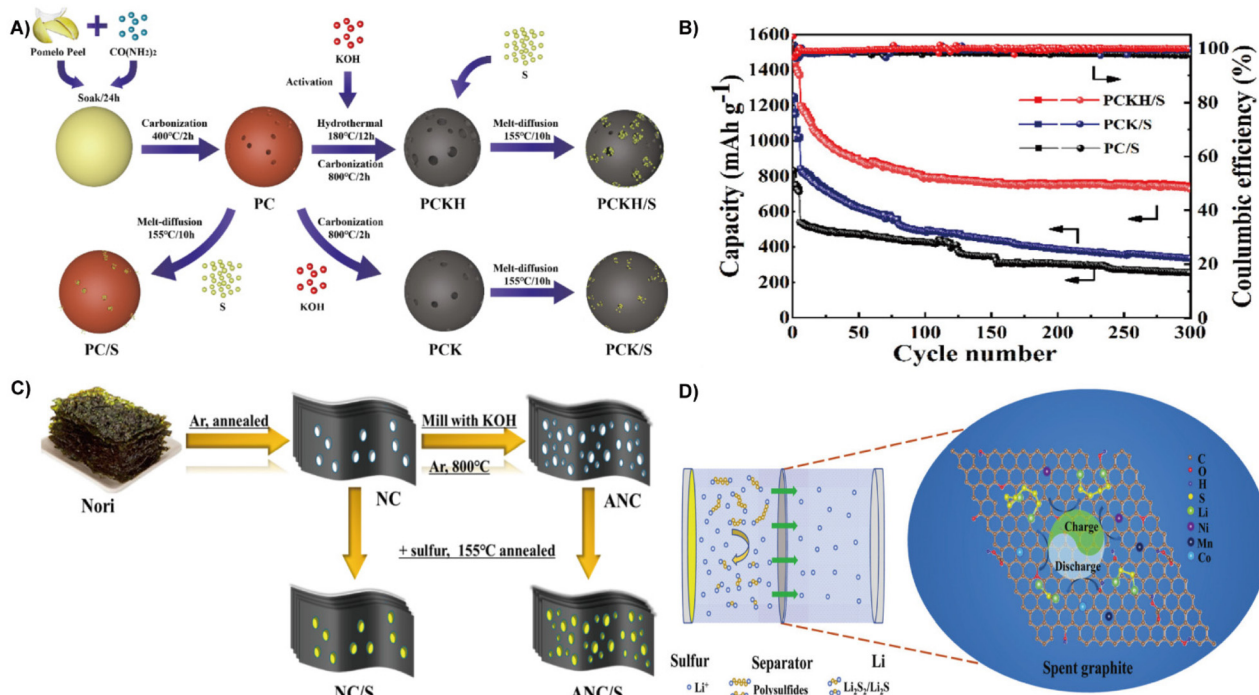 A)
Pomelo Peel
CO(NH2)2
Soak/24h
Carbonization
400℃/2h
PC
KOH
Activation
Hydrothermal
180℃/12h
Carbonization
800℃/2h
PCKH
S
Melt-diffusion
155℃/10h
PCKH/S
Melt-diffusion
155℃/10h
S
PC/S
Carbonization
800℃/2h
KOH
PCK
Melt-diffusion
155℃/10h
PCK/S
B)
Capacity (mAh g-1)
1600
1400
1200
1000
800
600
400
200
0
PCKH/S
PCK/S
PC/S
100
80
60
40
20
0
Coulumbic efficiency (%)
0
50
100
150
200
250
300
Cycle number
C)
Nori
Ar, annealed
NC
Mill with KOH
Ar, 800℃
ANC
+ sulfur, 155℃ annealed
NC/S
ANC/S
D)
Sulfur
Separator
Li
Li+
Polysulfides
Li2S2/Li2S
Charge
Discharge
C
O
H
S
Li
Ni
Mn
Co
Spent graphite